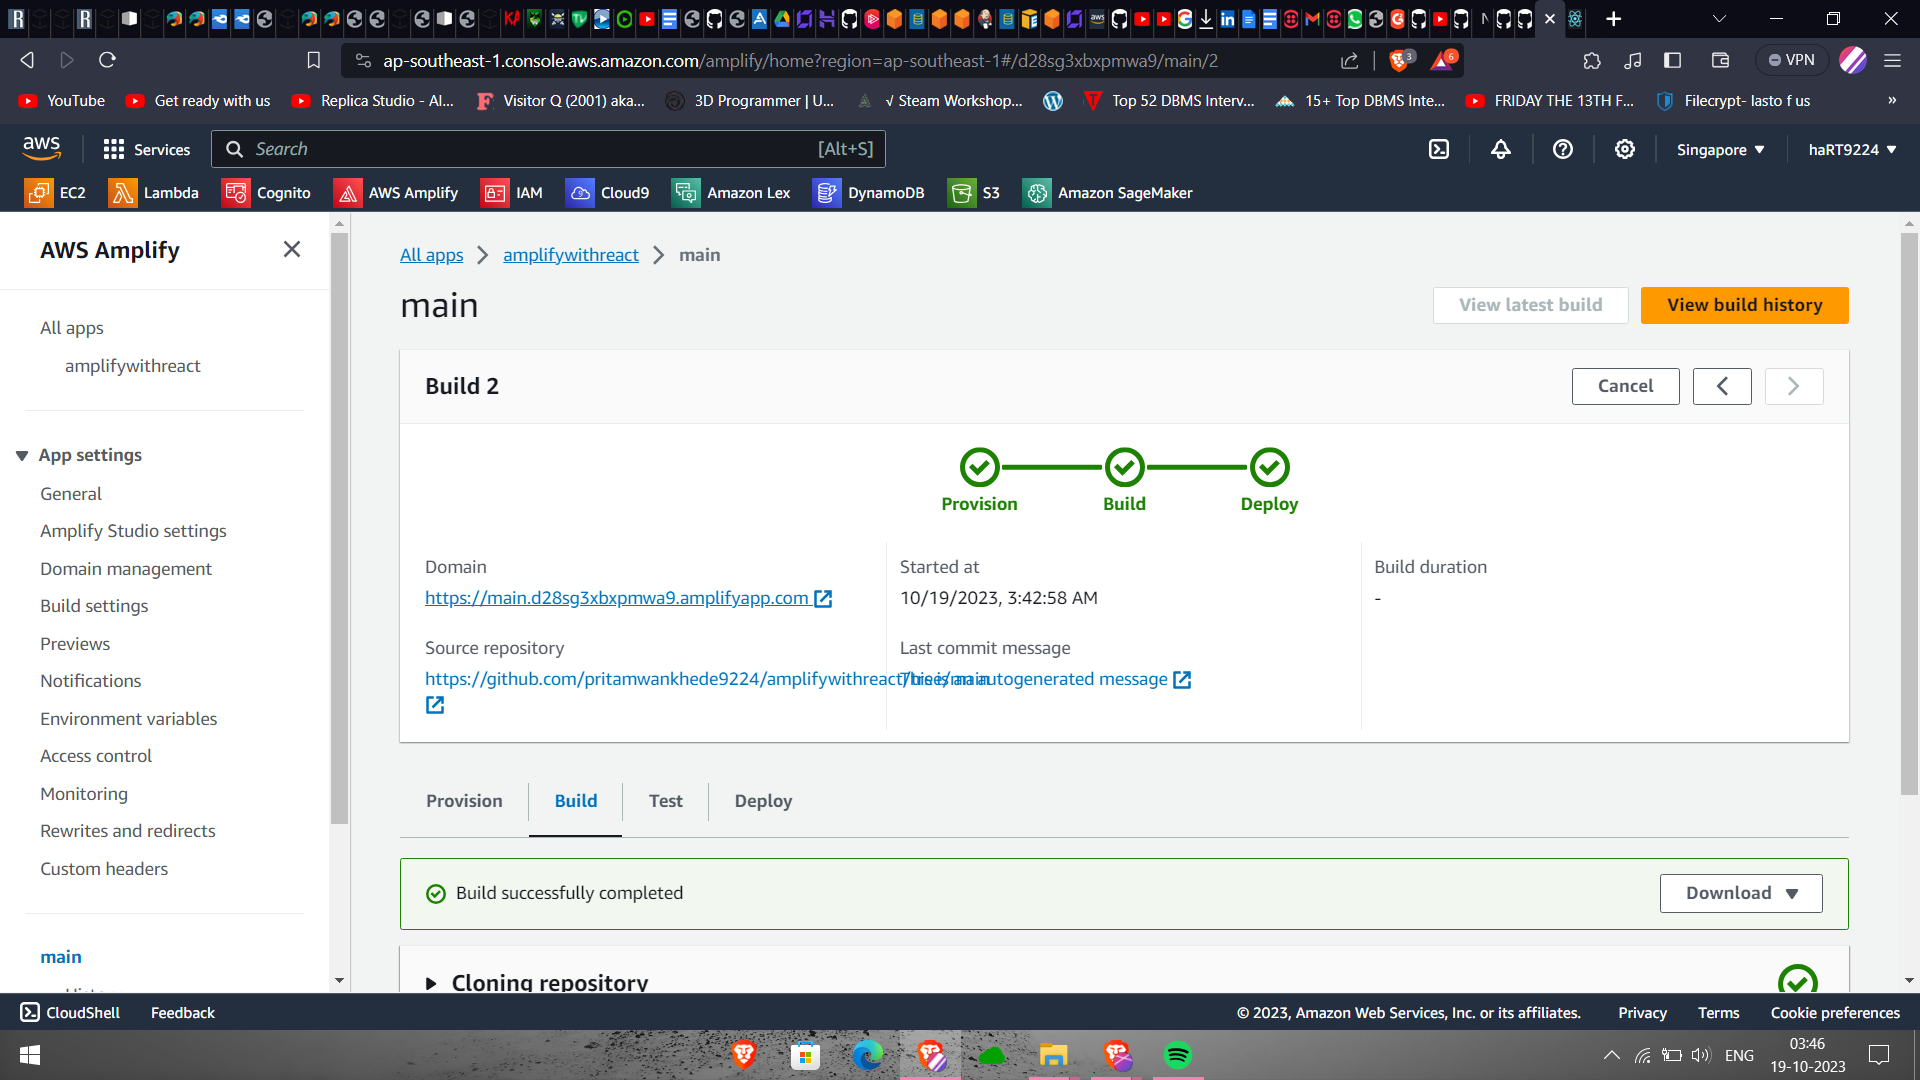 ap-southeast-1.console.aws.amazon.com/amplify/home?region=ap-southeast-1#/d28sg3xbxpmwa9/main/2
3
6
VPN
YouTube
Get ready with us
Replica Studio - AI...
Visitor Q (2001) aka...
3D Programmer | U...
√ Steam Workshop...
Top 52 DBMS Interv...
15+ Top DBMS Inte...
FRIDAY THE 13TH F...
Filecrypt- lasto f us
»
aws
Services
Search
[Alt+S]
Singapore
haRT9224
EC2
Lambda
Cognito
AWS Amplify
IAM
Cloud9
Amazon Lex
DynamoDB
S3
Amazon SageMaker
AWS Amplify
All apps
amplifywithreact
App settings
General
Amplify Studio settings
Domain management
Build settings
Previews
Notifications
Environment variables
Access control
Monitoring
Rewrites and redirects
Custom headers
main
All apps
amplifywithreact
main
main
View latest build
View build history
Build 2
Cancel
Provision
Build
Deploy
Domain
https://main.d28sg3xbxpmwa9.amplifyapp.com
Started at
10/19/2023, 3:42:58 AM
Build duration
-
Source repository
https://github.com/pritamwankhede9224/amplifywithreact/tree/main
Last commit message
This is an autogenerated message
Provision
Build
Test
Deploy
Build successfully completed
Download
Cloning repository
CloudShell
Feedback
© 2023, Amazon Web Services, Inc. or its affiliates.
Privacy
Terms
Cookie preferences
ENG
03:46
19-10-2023